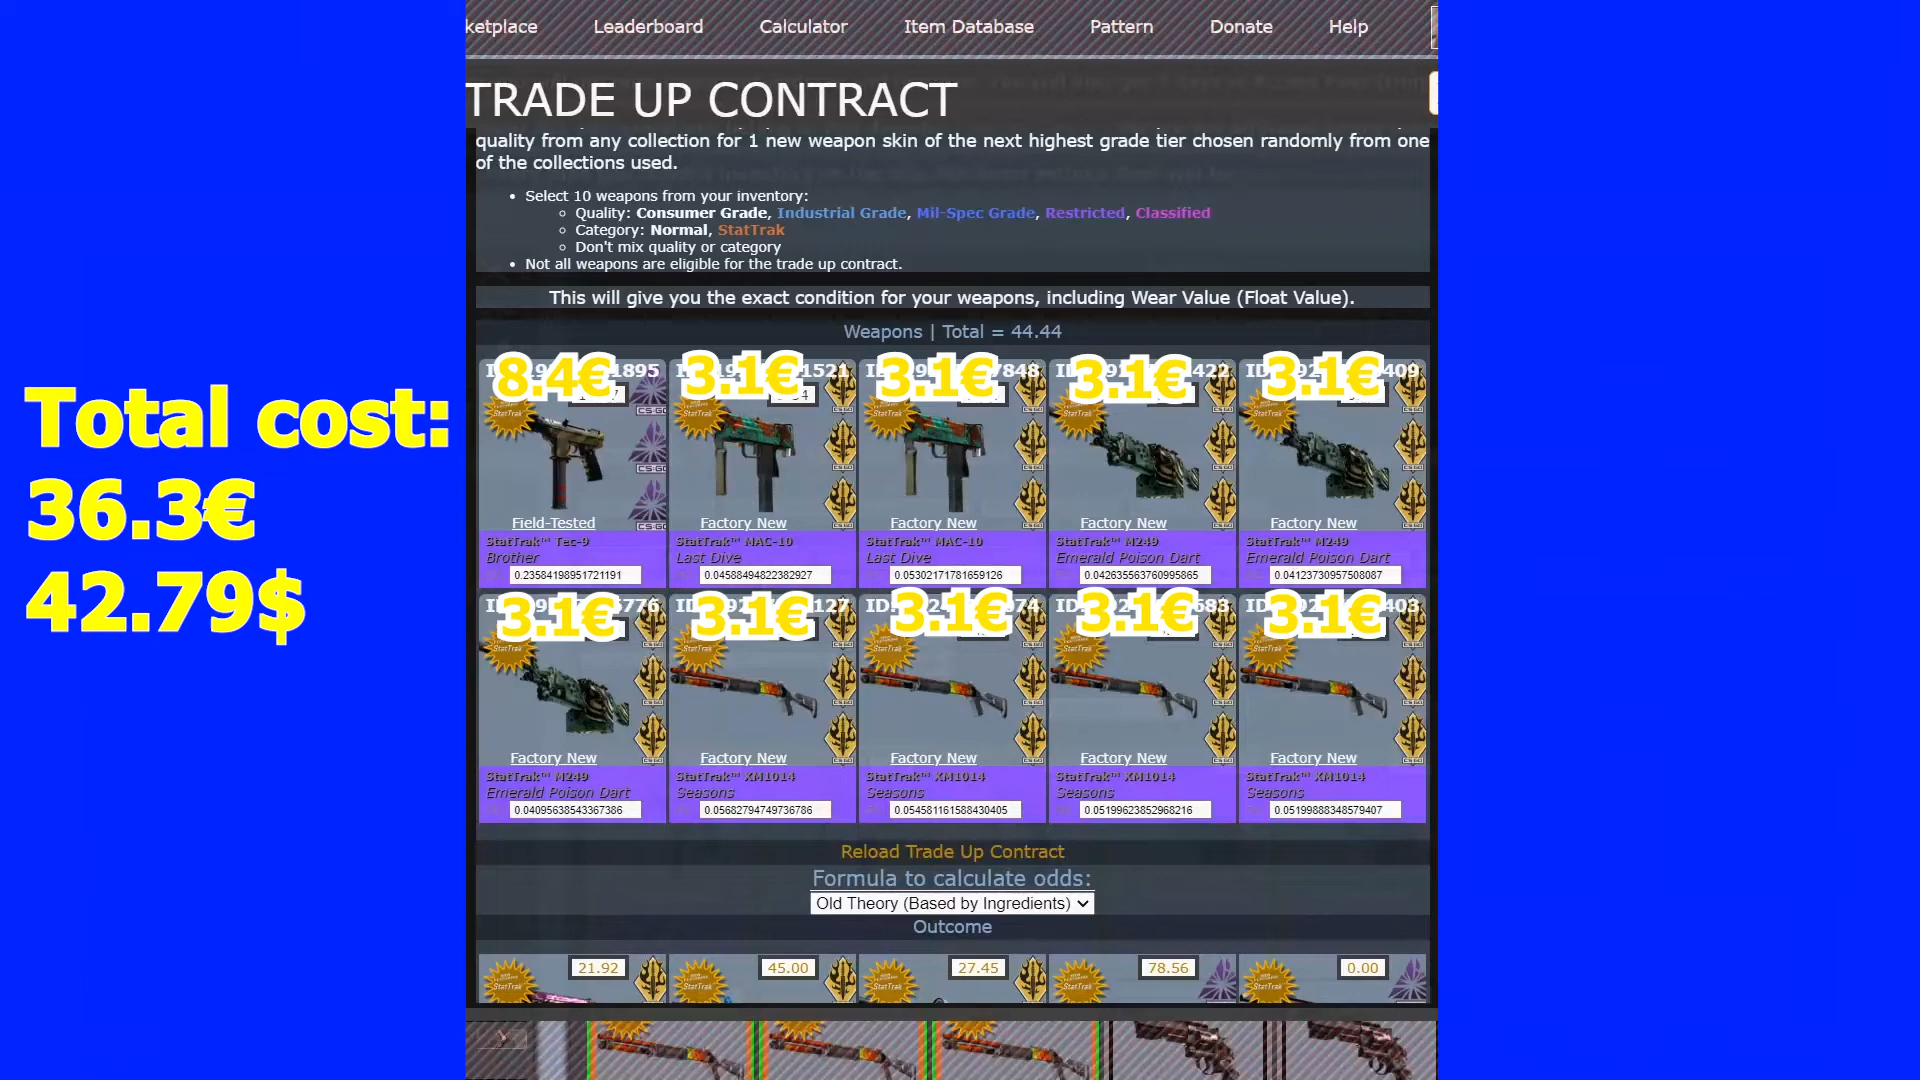 ketplace Leaderboard Calculator Item Database Pattern Donate Help
TRADE UP CONTRACT
quality from any collection for 1 new weapon skin of the next highest grade tier chosen randomly from one
of the collections used.
• Select 10 weapons from your inventory:
Quality: Consumer Grade, Industrial Grade, Mil-Spec Grade, Restricted, Classified
Category: Normal, StatTrak
Don't mix quality or category
• Not all weapons are eligible for the trade up contract.
This will give you the exact condition for your weapons, including Wear Value (Float Value).
Weapons | Total = 44.44
Total cost:
36.3€
42.79$
8.4€ 3.1€ 3.1€ 3.1€ 3.1€
Field-Tested Factory New Factory New Factory New Factory New
StatTrak™ Tec-9 StatTrak™ MAC-10 StatTrak™ MAC-10 StatTrak™ M249 StatTrak™ M249
Brother Last Dive Last Dive Emerald Poison Dart Emerald Poison Dart
0.23584198951721191 0.04588494822382927 0.05302171781659126 0.042635563760995865 0.04123730957508087
3.1€ 3.1€ 3.1€ 3.1€ 3.1€
Factory New Factory New Factory New Factory New Factory New
StatTrak™ M249 StatTrak™ XM1014 StatTrak™ XM1014 StatTrak™ XM1014 StatTrak™ XM1014
Emerald Poison Dart Seasons Seasons Seasons Seasons
0.04095638543367386 0.05682794749736786 0.054581161588430405 0.05199623852968216 0.05199888348579407
Reload Trade Up Contract
Formula to calculate odds:
Old Theory (Based by Ingredients)
Outcome
21.92 45.00 27.45 78.56 0.00
StatTrak StatTrak StatTrak StatTrak StatTrak